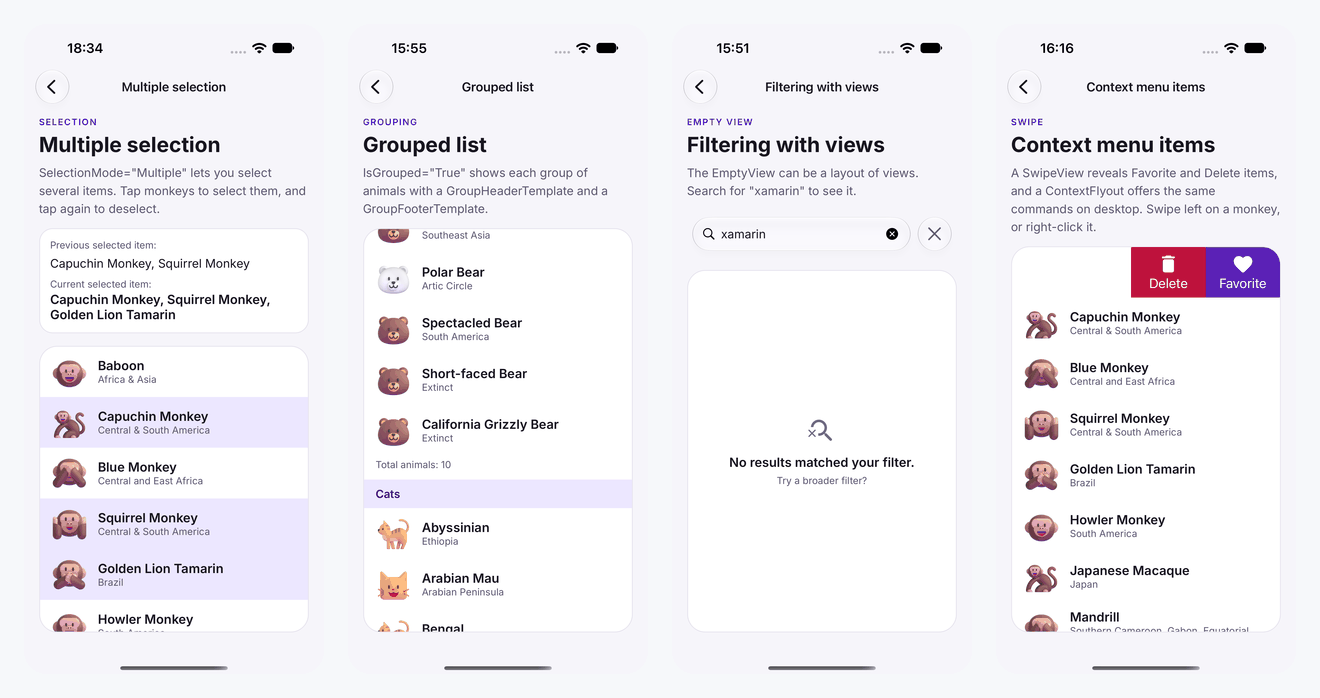 18:34
Multiple selection
SELECTION
Multiple selection
SelectionMode="Multiple" lets you select
several items. Tap monkeys to select them, and
tap again to deselect.
Previous selected item:
Capuchin Monkey, Squirrel Monkey
Current selected item:
Capuchin Monkey, Squirrel Monkey,
Golden Lion Tamarin
Baboon
Africa & Asia
Capuchin Monkey
Central & South America
Blue Monkey
Central and East Africa
Squirrel Monkey
Central & South America
Golden Lion Tamarin
Brazil
Howler Monkey
South America
15:55
Grouped list
GROUPING
Grouped list
IsGrouped="True" shows each group of
animals with a GroupHeaderTemplate and a
GroupFooterTemplate.
Southeast Asia
Polar Bear
Artic Circle
Spectacled Bear
South America
Short-faced Bear
Extinct
California Grizzly Bear
Extinct
Total animals: 10
Cats
Abyssinian
Ethiopia
Arabian Mau
Arabian Peninsula
Bengal
15:51
Filtering with views
EMPTY VIEW
Filtering with views
The EmptyView can be a layout of views.
Search for "xamarin" to see it.
xamarin
No results matched your filter.
Try a broader filter?
16:16
Context menu items
SWIPE
Context menu items
A SwipeView reveals Favorite and Delete items,
and a ContextFlyout offers the same
commands on desktop. Swipe left on a monkey,
or right-click it.
Delete
Favorite
Capuchin Monkey
Central & South America
Blue Monkey
Central and East Africa
Squirrel Monkey
Central & South America
Golden Lion Tamarin
Brazil
Howler Monkey
South America
Japanese Macaque
Japan
Mandrill
Southern Cameroon, Gabon, Equatorial